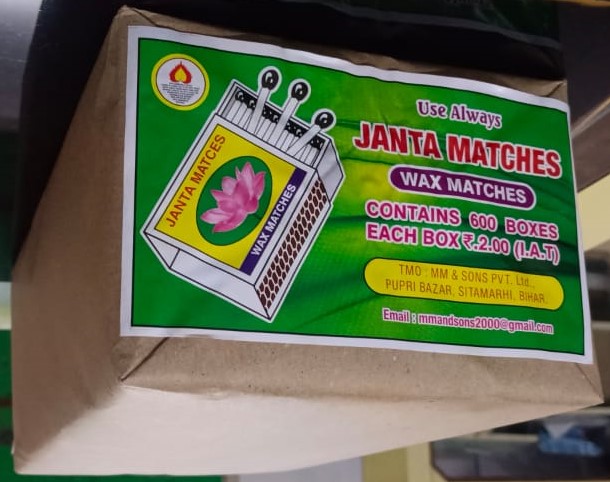 Use Always
JANTA MATCHES
WAX MATCHES
CONTAINS 600 BOXES
EACH BOX ₹.2.00 (I.A.T)
TMO : MM & SONS PVT. Ltd.,
PUPRI BAZAR, SITAMARHI, BIHAR.
Email : mmandsons2000@gmail.com
JANTA MATCES
WAX MATCHES